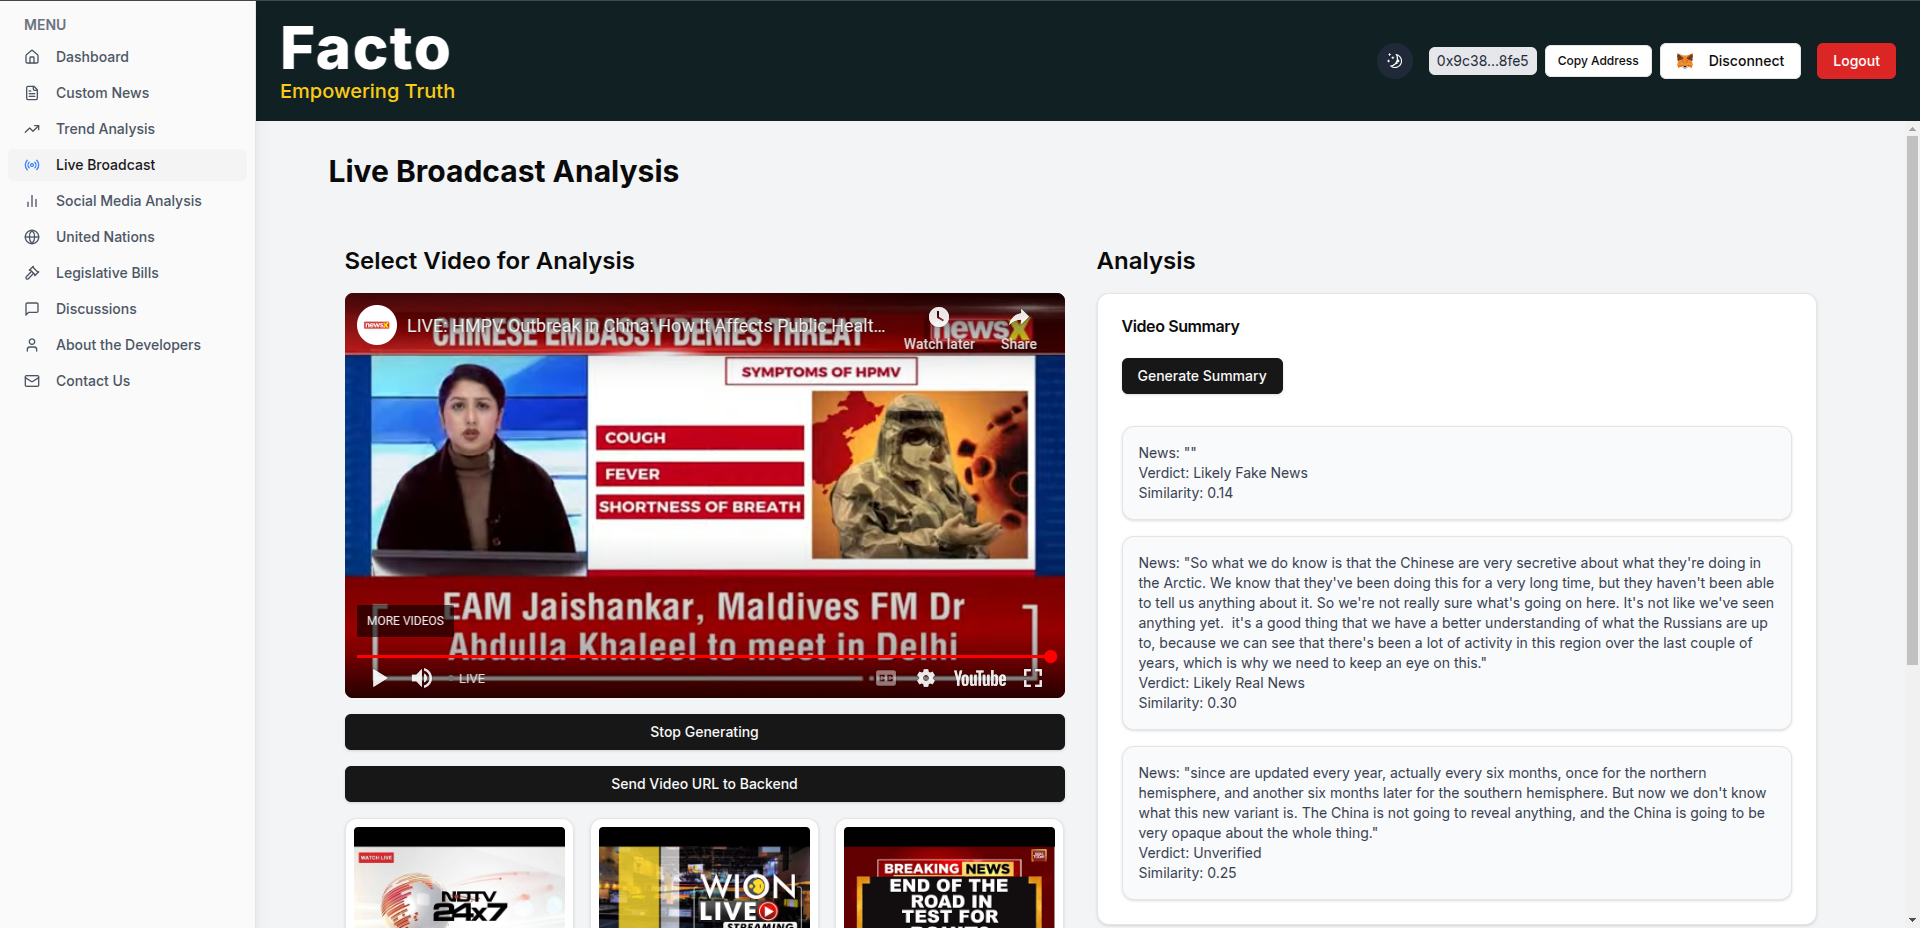 MENU
Dashboard
Custom News
Trend Analysis
Live Broadcast
Social Media Analysis
United Nations
Legislative Bills
Discussions
About the Developers
Contact Us
Facto
Empowering Truth
0x9c38...8fe5
Copy Address
Disconnect
Logout
Live Broadcast Analysis
Select Video for Analysis
newsx
LIVE: HMPV Outbreak in China: How It Affects Public Healt...
CHINESE EMBASSY DENIES THREAT
newsx
Watch later
Share
SYMPTOMS OF HPMV
COUGH
FEVER
SHORTNESS OF BREATH
EAM Jaishankar, Maldives FM Dr
Abdulla Khaleel to meet in Delhi
MORE VIDEOS
LIVE
YouTube
Stop Generating
Send Video URL to Backend
WATCH LIVE
NDTV
24x7
WION
LIVE
STREAMING
BREAKING NEWS
END OF THE
ROAD IN
TEST FOR
Analysis
Video Summary
Generate Summary
News: ""
Verdict: Likely Fake News
Similarity: 0.14
News: "So what we do know is that the Chinese are very secretive about what they're doing in
the Arctic. We know that they've been doing this for a very long time, but they haven't been able
to tell us anything about it. So we're not really sure what's going on here. It's not like we've seen
anything yet.  it's a good thing that we have a better understanding of what the Russians are up
to, because we can see that there's been a lot of activity in this region over the last couple of
years, which is why we need to keep an eye on this."
Verdict: Likely Real News
Similarity: 0.30
News: "since are updated every year, actually every six months, once for the northern
hemisphere, and another six months later for the southern hemisphere. But now we don't know
what this new variant is. The China is not going to reveal anything, and the China is going to be
very opaque about the whole thing."
Verdict: Unverified
Similarity: 0.25